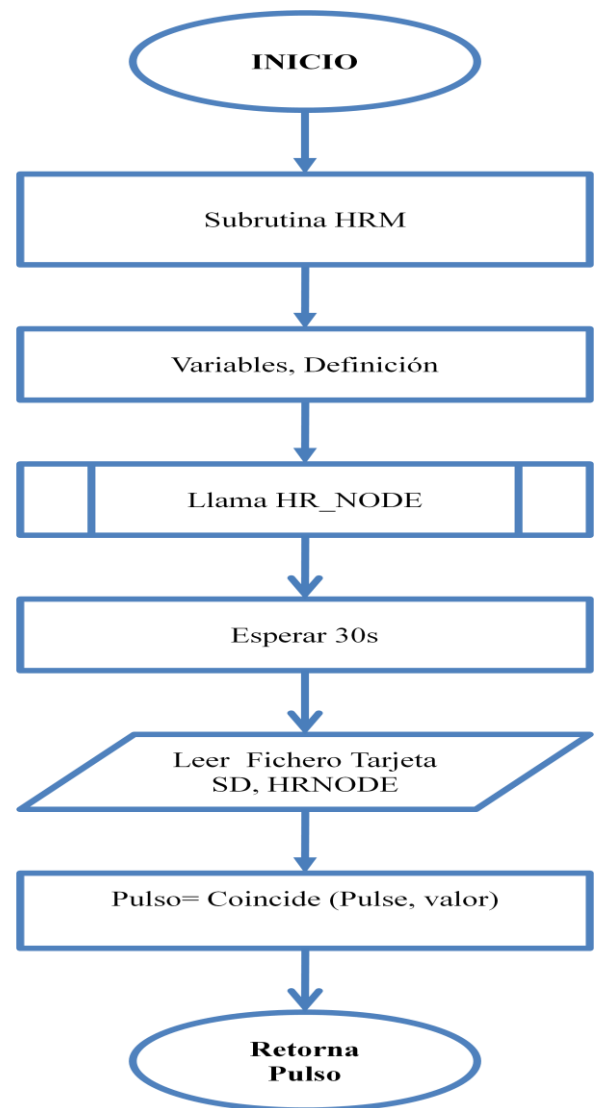 INICIO
Subrutina HRM
Variables, Definición
Llama HR_NODE
Esperar 30s
Leer Fichero Tarjeta
SD, HRNODE
Pulso= Coincide (Pulse, valor)
Retorna
Pulso